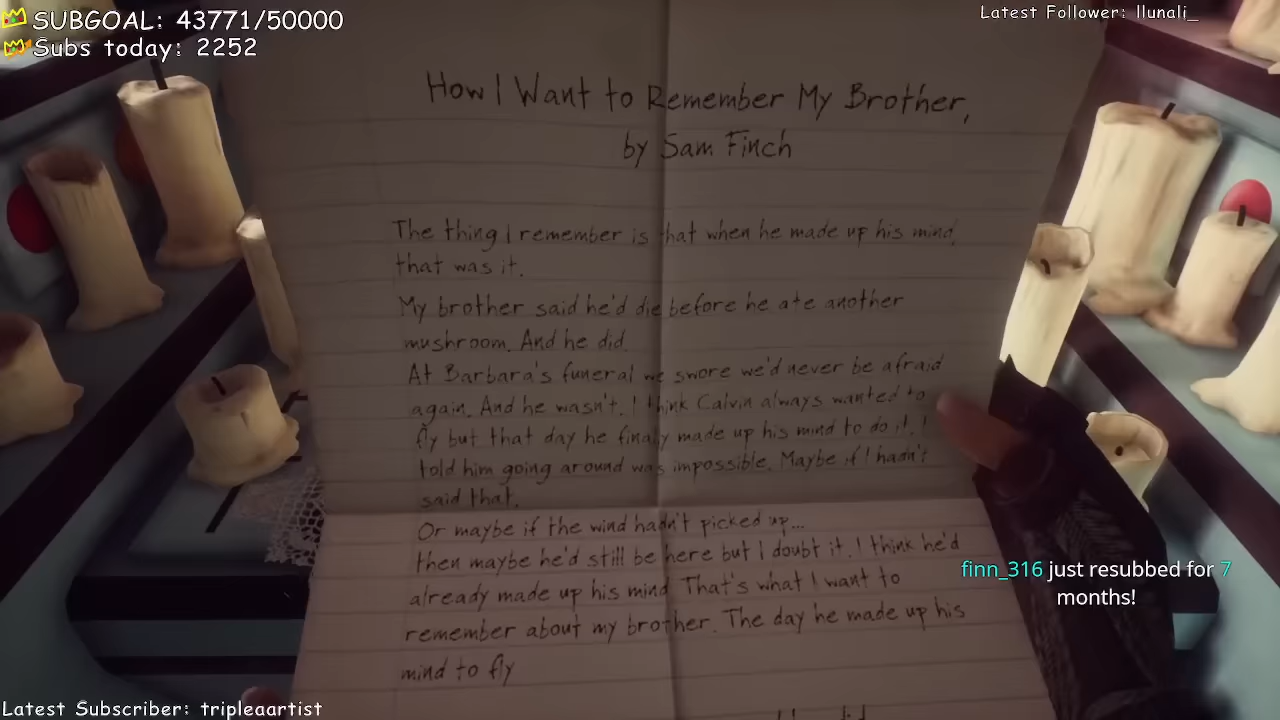 SUBGOAL: 43771/50000
Subs today: 2252
Latest Follower: llunali_
How I Want to Remember My Brother,
by Sam Finch
The thing I remember is that when he made up his mind,
that was it.
My brother said he'd die before he ate another
mushroom. And he did.
At Barbara's funeral we swore we'd never be afraid
again. And he wasn't. I think Calvin always wanted to
fly but that day he finally made up his mind to do it. I
told him going around was impossible. Maybe if I hadn't
said that.
Or maybe if the wind hadn't picked up...
then maybe he'd still be here but I doubt it. I think he'd
already made up his mind. That's what I want to
remember about my brother. The day he made up his
mind to fly
finn_316 just resubbed for 7
months!
Latest Subscriber: tripleaartist